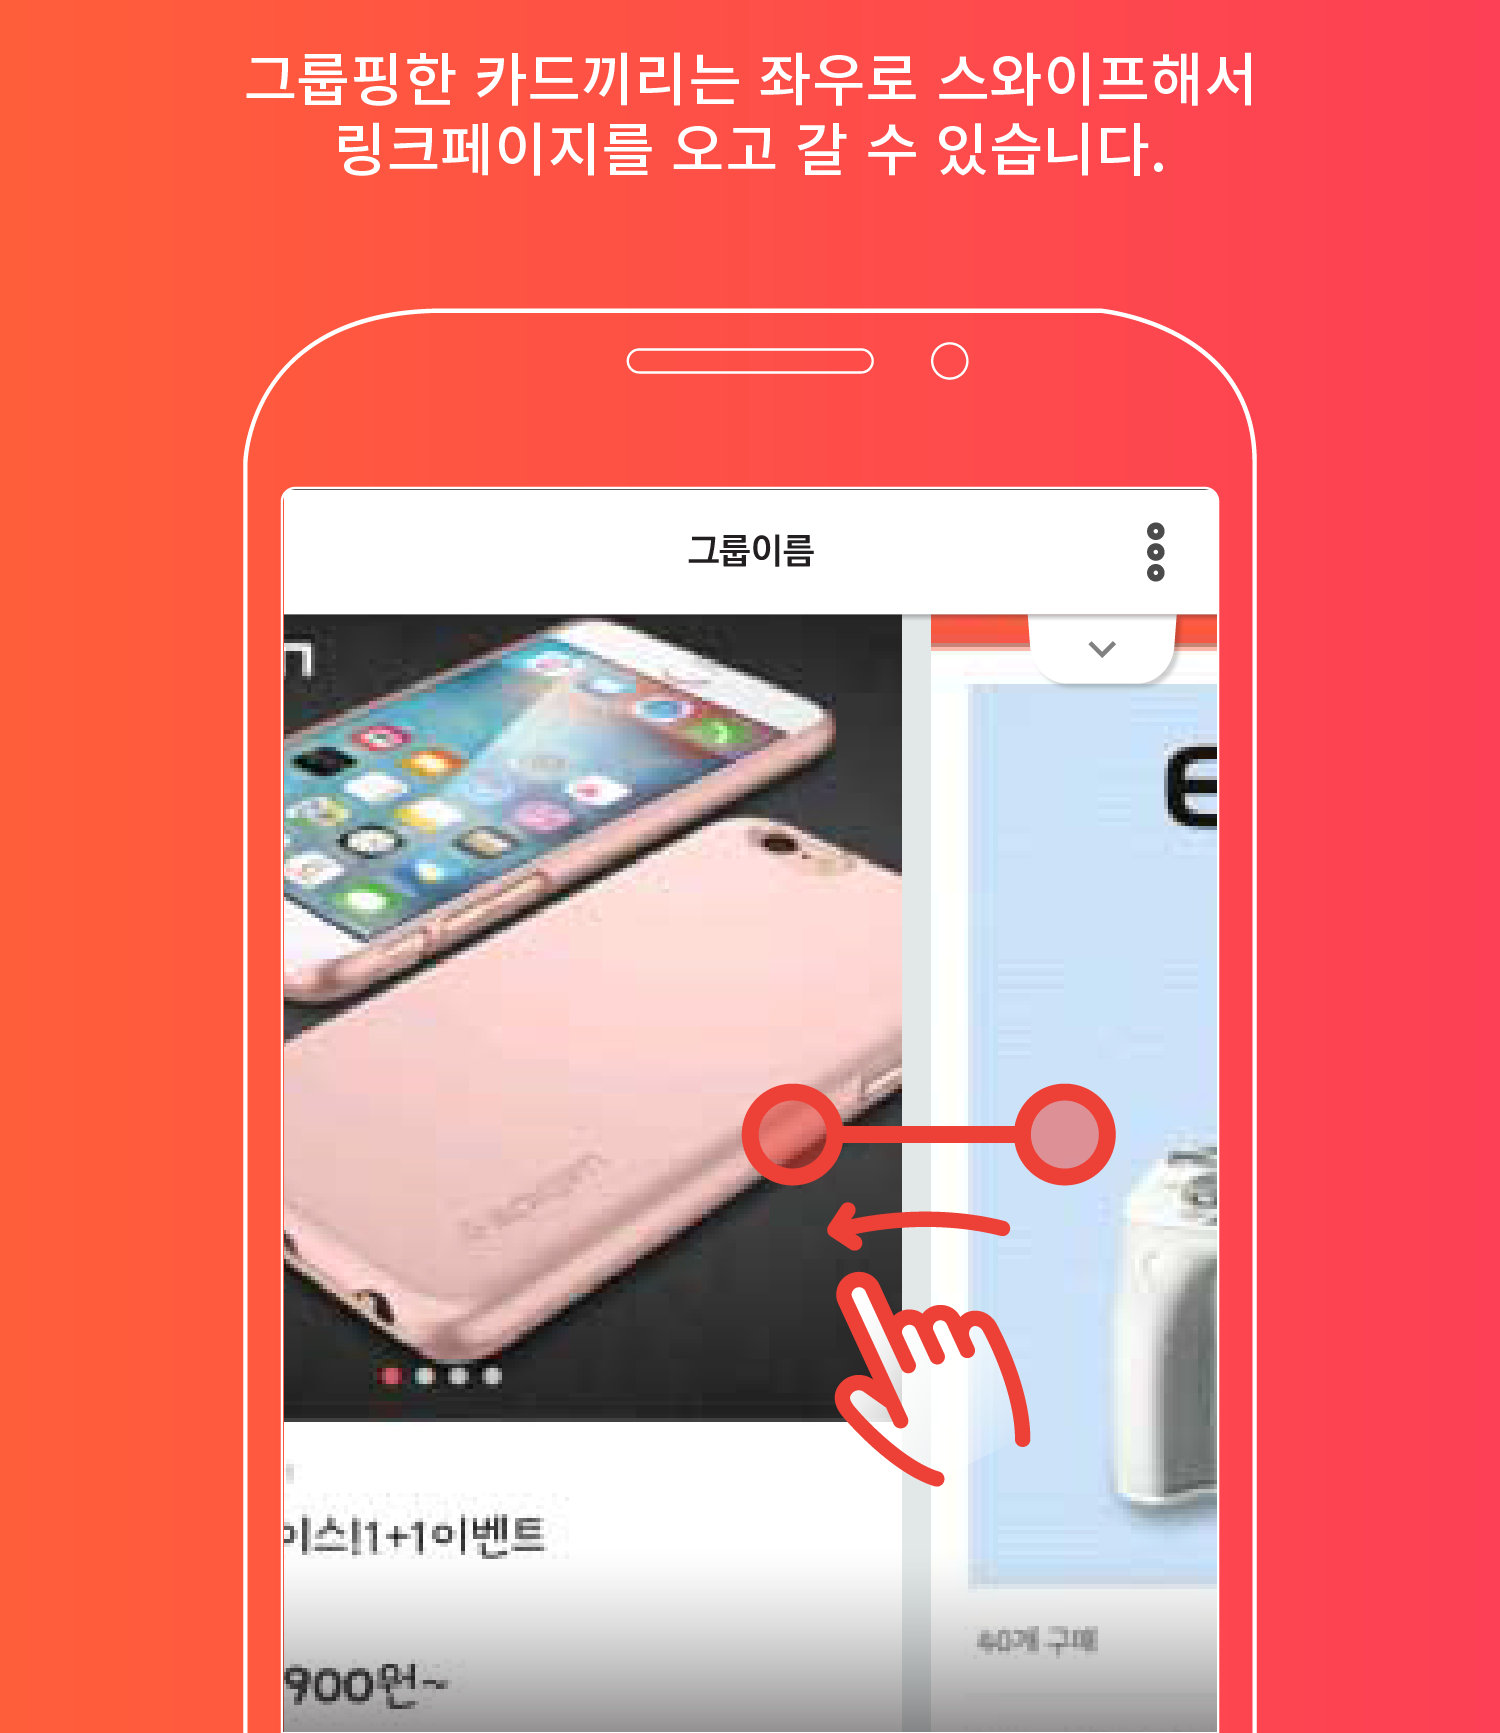 그룹핑한 카드끼리는 좌우로 스와이프해서
링크페이지를 오고 갈 수 있습니다.
그룹이름
이스!1+1이벤트
900원~
40개 구매